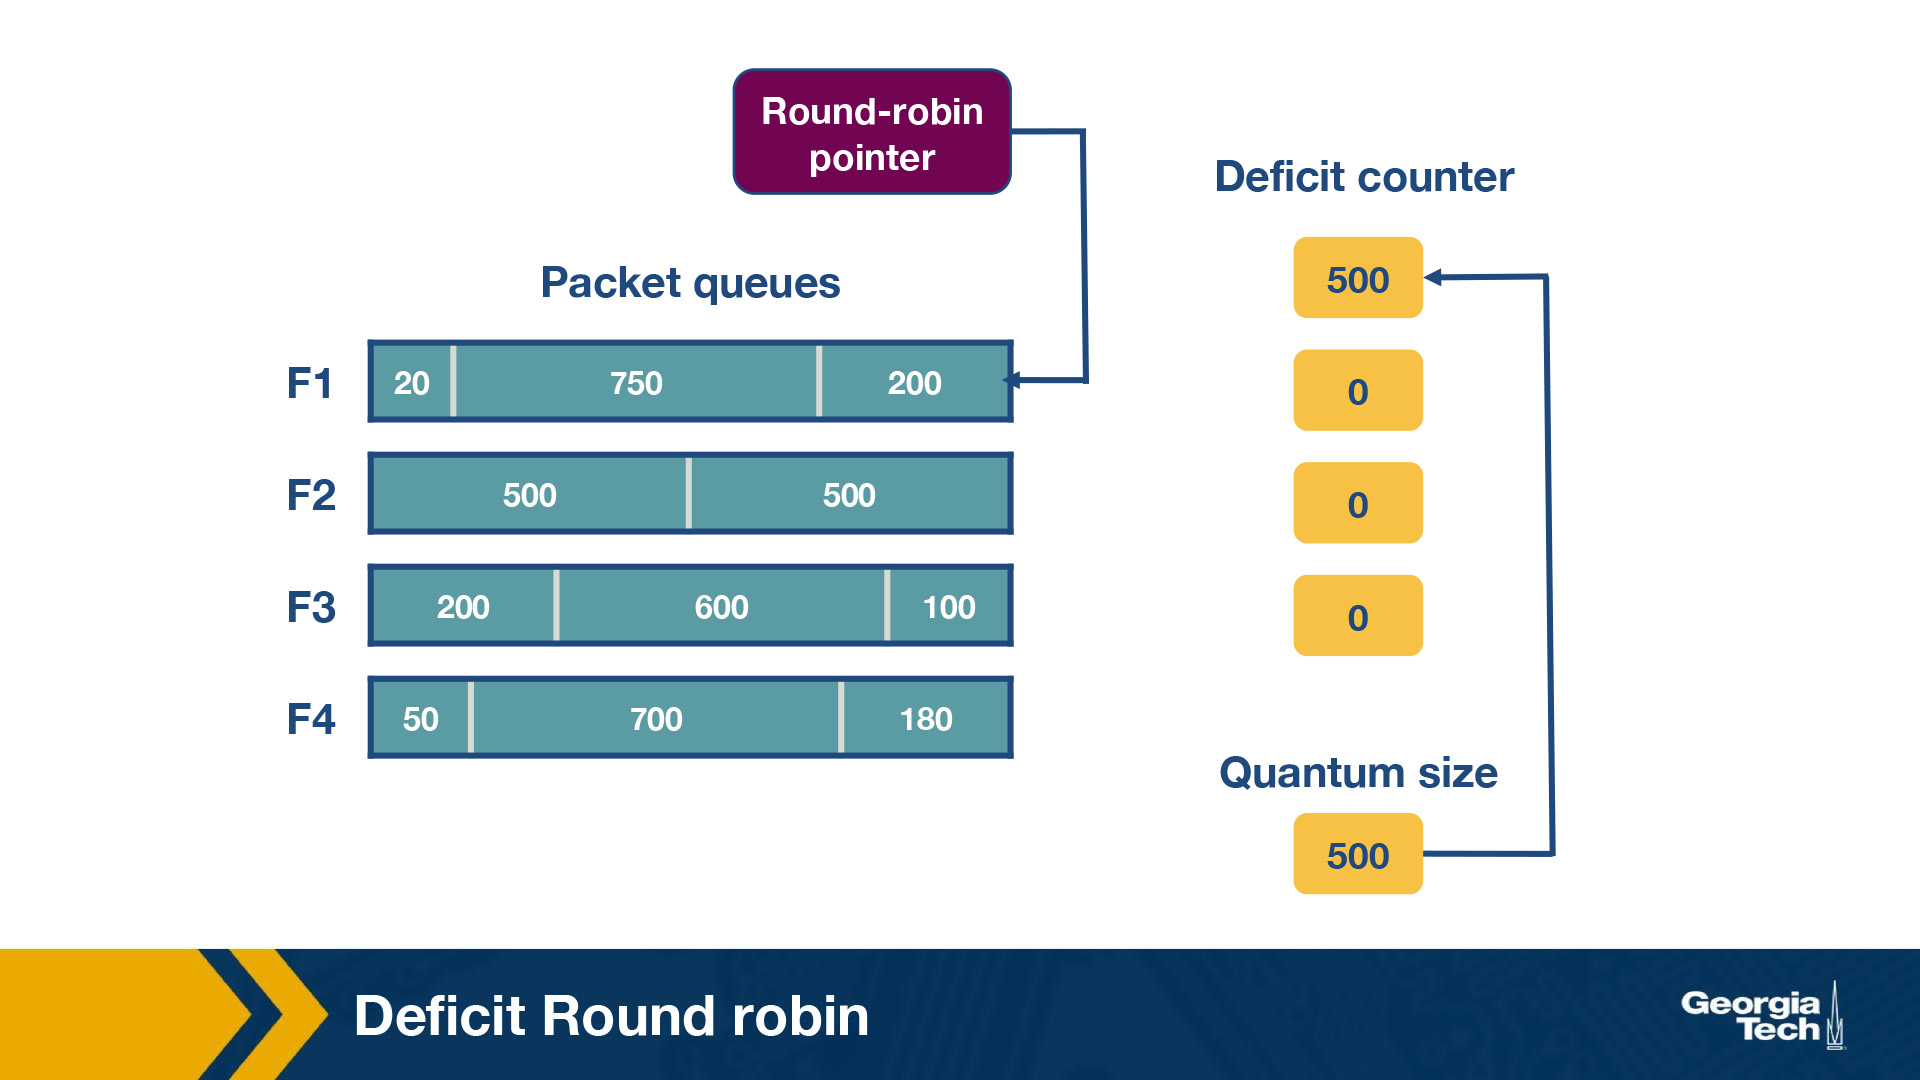 Round-robin
pointer
Deficit counter
Packet queues
F1
20 750 200
500
F2
500 500
0
F3
200 600 100
0
F4
50 700 180
0
Quantum size
500
Deficit Round robin
Georgia
Tech